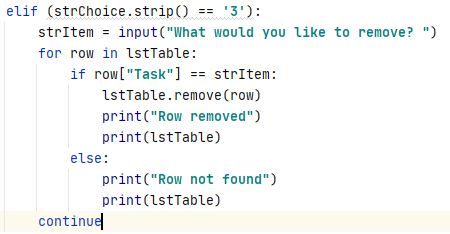 elif (strChoice.strip() == '3'):
    strItem = input("What would you like to remove? ")
    for row in lstTable:
        if row["Task"] == strItem:
            lstTable.remove(row)
            print("Row removed")
            print(lstTable)
        else:
            print("Row not found")
            print(lstTable)
    continue